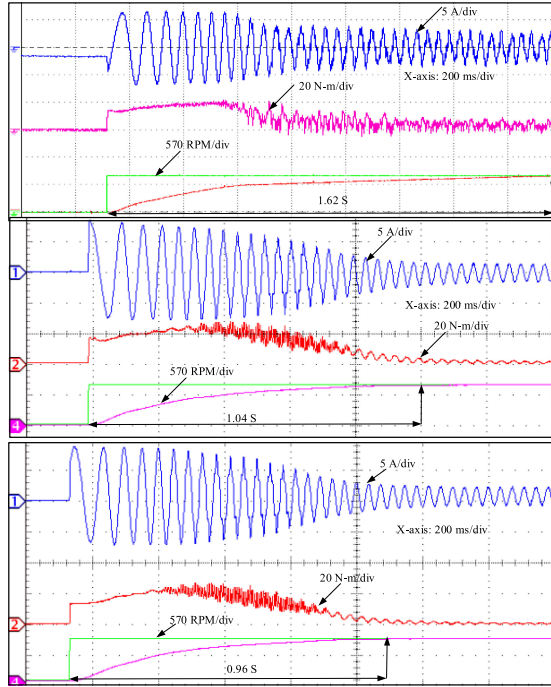 5 A/div
X-axis: 200 ms/div
20 N-m/div
570 RPM/div
1.62 S
1
5 A/div
X-axis: 200 ms/div
2
20 N-m/div
570 RPM/div
1.04 S
4
1
5 A/div
X-axis: 200 ms/div
20 N-m/div
2
570 RPM/div
0.96 S
4